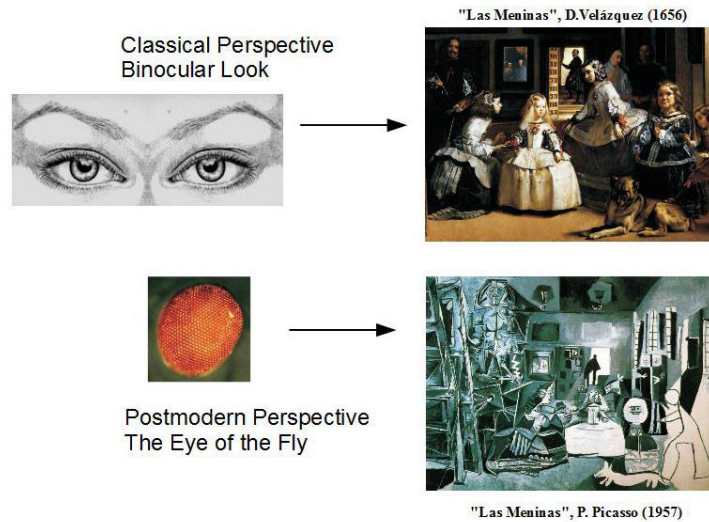 "Las Meninas", D.Velázquez (1656)
Classical Perspective
Binocular Look
Postmodern Perspective
The Eye of the Fly
"Las Meninas", P. Picasso (1957)